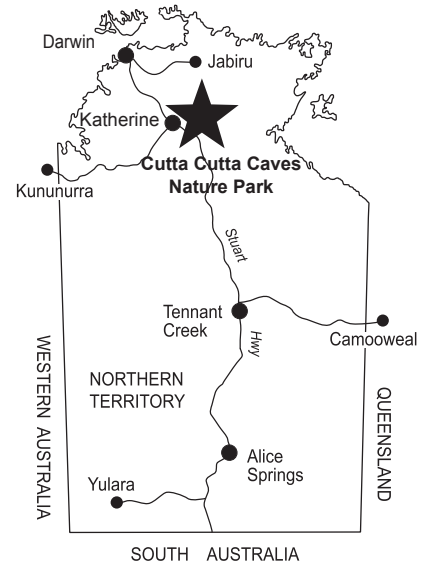 Darwin
Jabiru
Katherine
Cutta Cutta Caves
Nature Park
Kununurra
Stuart
Tennant
Creek
Hwy
Camooweal
WESTERN AUSTRALIA
NORTHERN
TERRITORY
QUEENSLAND
Alice
Springs
Yulara
SOUTH AUSTRALIA